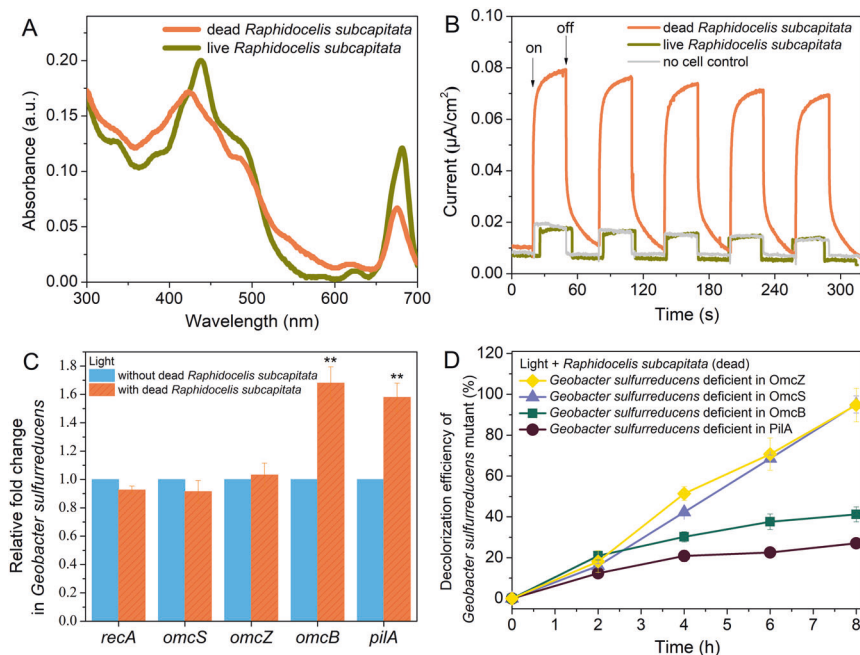 A
dead Raphidocelis subcapitata
live Raphidocelis subcapitata
Absorbance (a.u.)
0.20
0.15
0.10
0.05
0.00
300 400 500 600 700
Wavelength (nm)
B
dead Raphidocelis subcapitata
live Raphidocelis subcapitata
no cell control
on
off
Current (µA/cm²)
0.10
0.08
0.06
0.04
0.02
0.00
0 60 120 180 240 300
Time (s)
C
Light
without dead Raphidocelis subcapitata
with dead Raphidocelis subcapitata
** **
Relative fold change
in Geobacter sulfurreducens
1.8
1.6
1.4
1.2
1.0
0.8
0.6
0.4
0.2
0.0
recA omcS omcZ omcB pilA
D
Light + Raphidocelis subcapitata (dead)
Geobacter sulfurreducens deficient in OmcZ
Geobacter sulfurreducens deficient in OmcS
Geobacter sulfurreducens deficient in OmcB
Geobacter sulfurreducens deficient in PilA
Decolorization efficiency of
Geobacter sulfurreducens mutant (%)
120
100
80
60
40
20
0
0 2 4 6 8
Time (h)